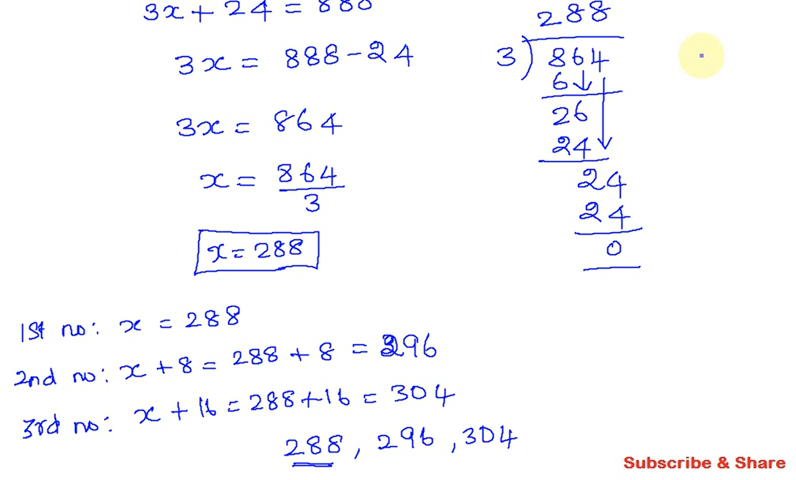 3x + 24 = 888
3x = 888 - 24
3x = 864
x = 864
3
x = 288
288
3) 864
6
26
24
24
24
0
1st no: x = 288
2nd no: x + 8 = 288 + 8 = 296
3rd no: x + 16 = 288 + 16 = 304
288, 296, 304
Subscribe & Share